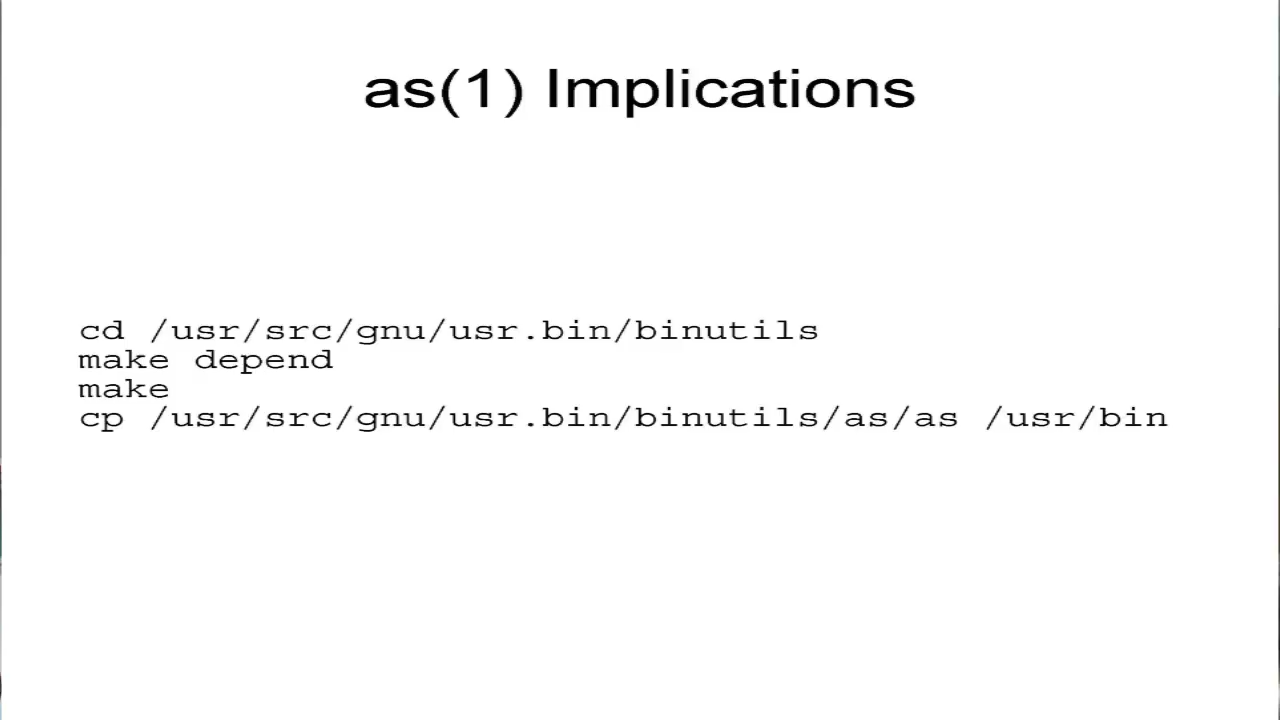 as(1) Implications
cd /usr/src/gnu/usr.bin/binutils
make depend
make
cp /usr/src/gnu/usr.bin/binutils/as/as /usr/bin